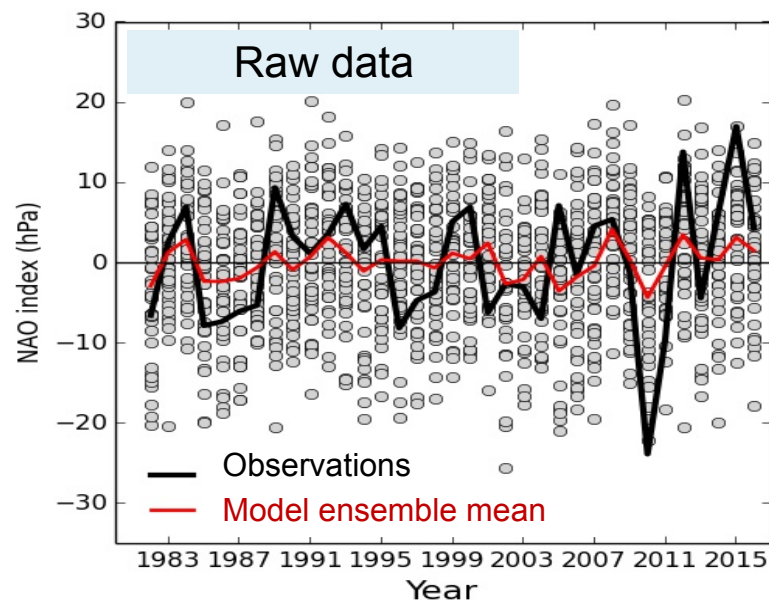 Raw data
30
20
10
0
−10
−20
−30
NAO index (hPa)
Observations
Model ensemble mean
1983 1987 1991 1995 1999 2003 2007 2011 2015
Year